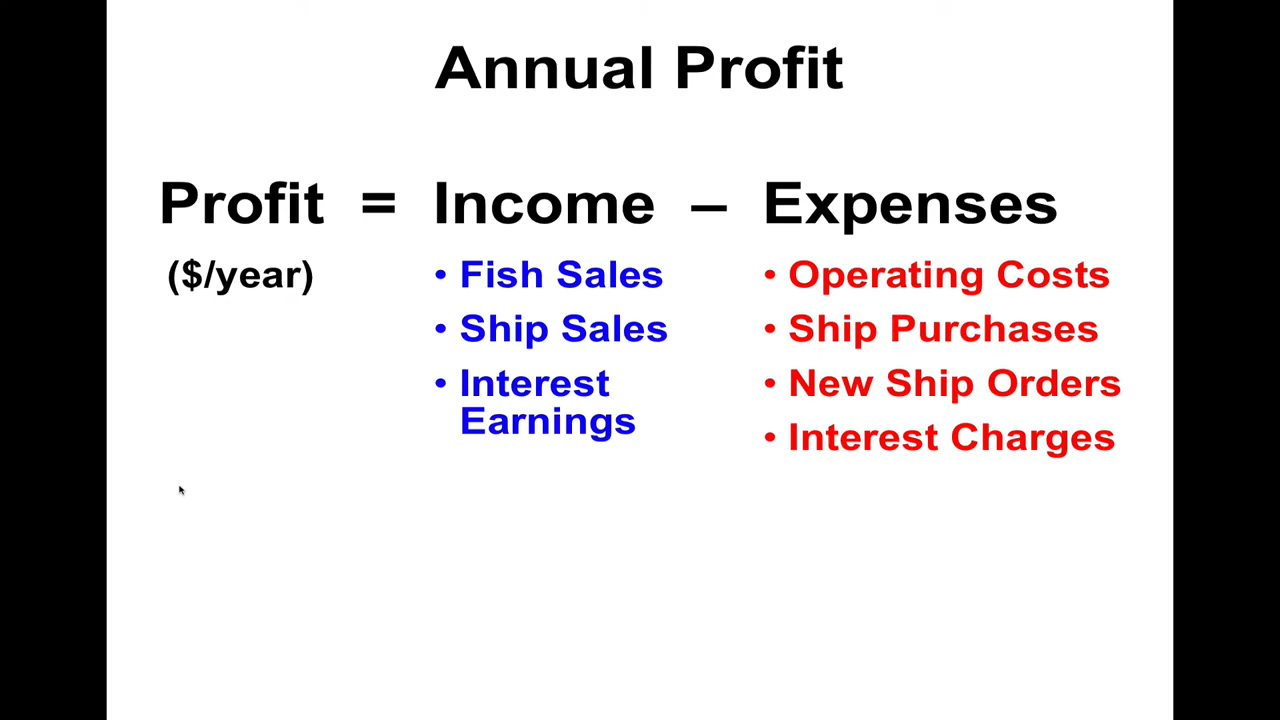 Annual Profit
Profit = Income – Expenses
($/year)
• Fish Sales
• Ship Sales
• Interest
Earnings
• Operating Costs
• Ship Purchases
• New Ship Orders
• Interest Charges